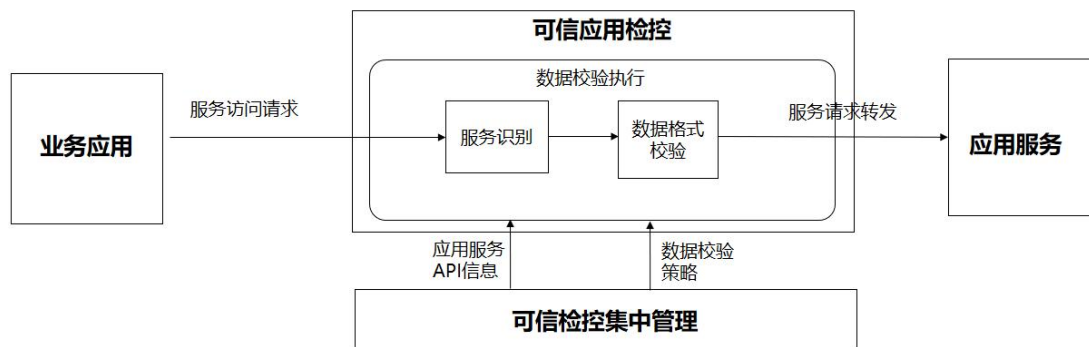 可信应用检控
数据校验执行
服务访问请求
服务请求转发
业务应用
服务识别
数据格式
校验
应用服务
应用服务
API信息
数据校验
策略
可信检控集中管理